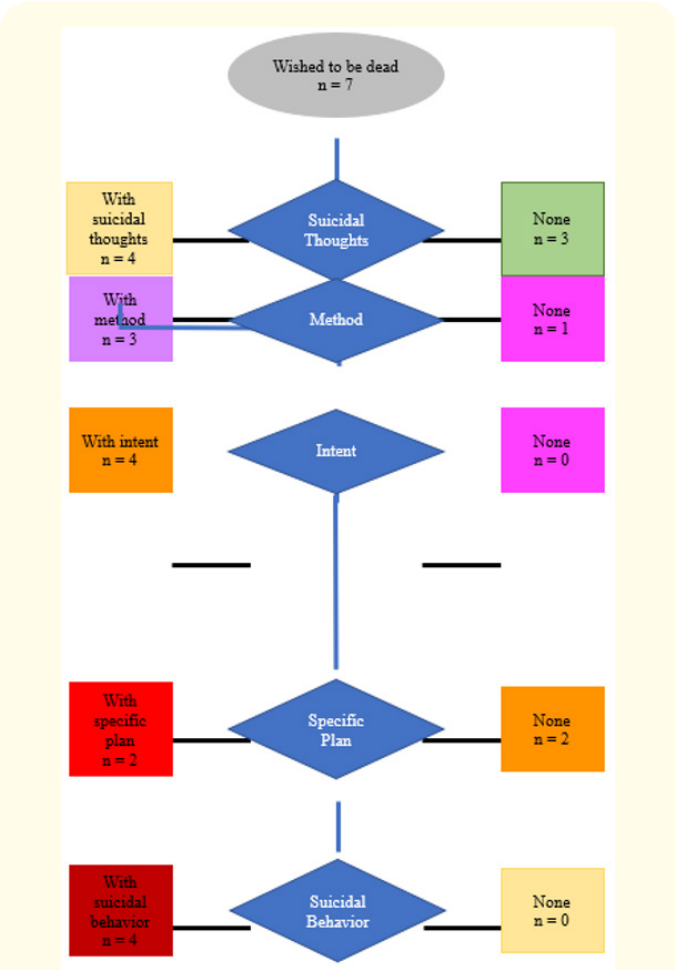 Wished to be dead
n = 7
With
suicidal
thoughts
n = 4
Suicidal
Thoughts
None
n = 3
With
method
n = 3
Method
None
n = 1
With intent
n = 4
Intent
None
n = 0
With
specific
plan
n = 2
Specific
Plan
None
n = 2
With
suicidal
behavior
n = 4
Suicidal
Behavior
None
n = 0